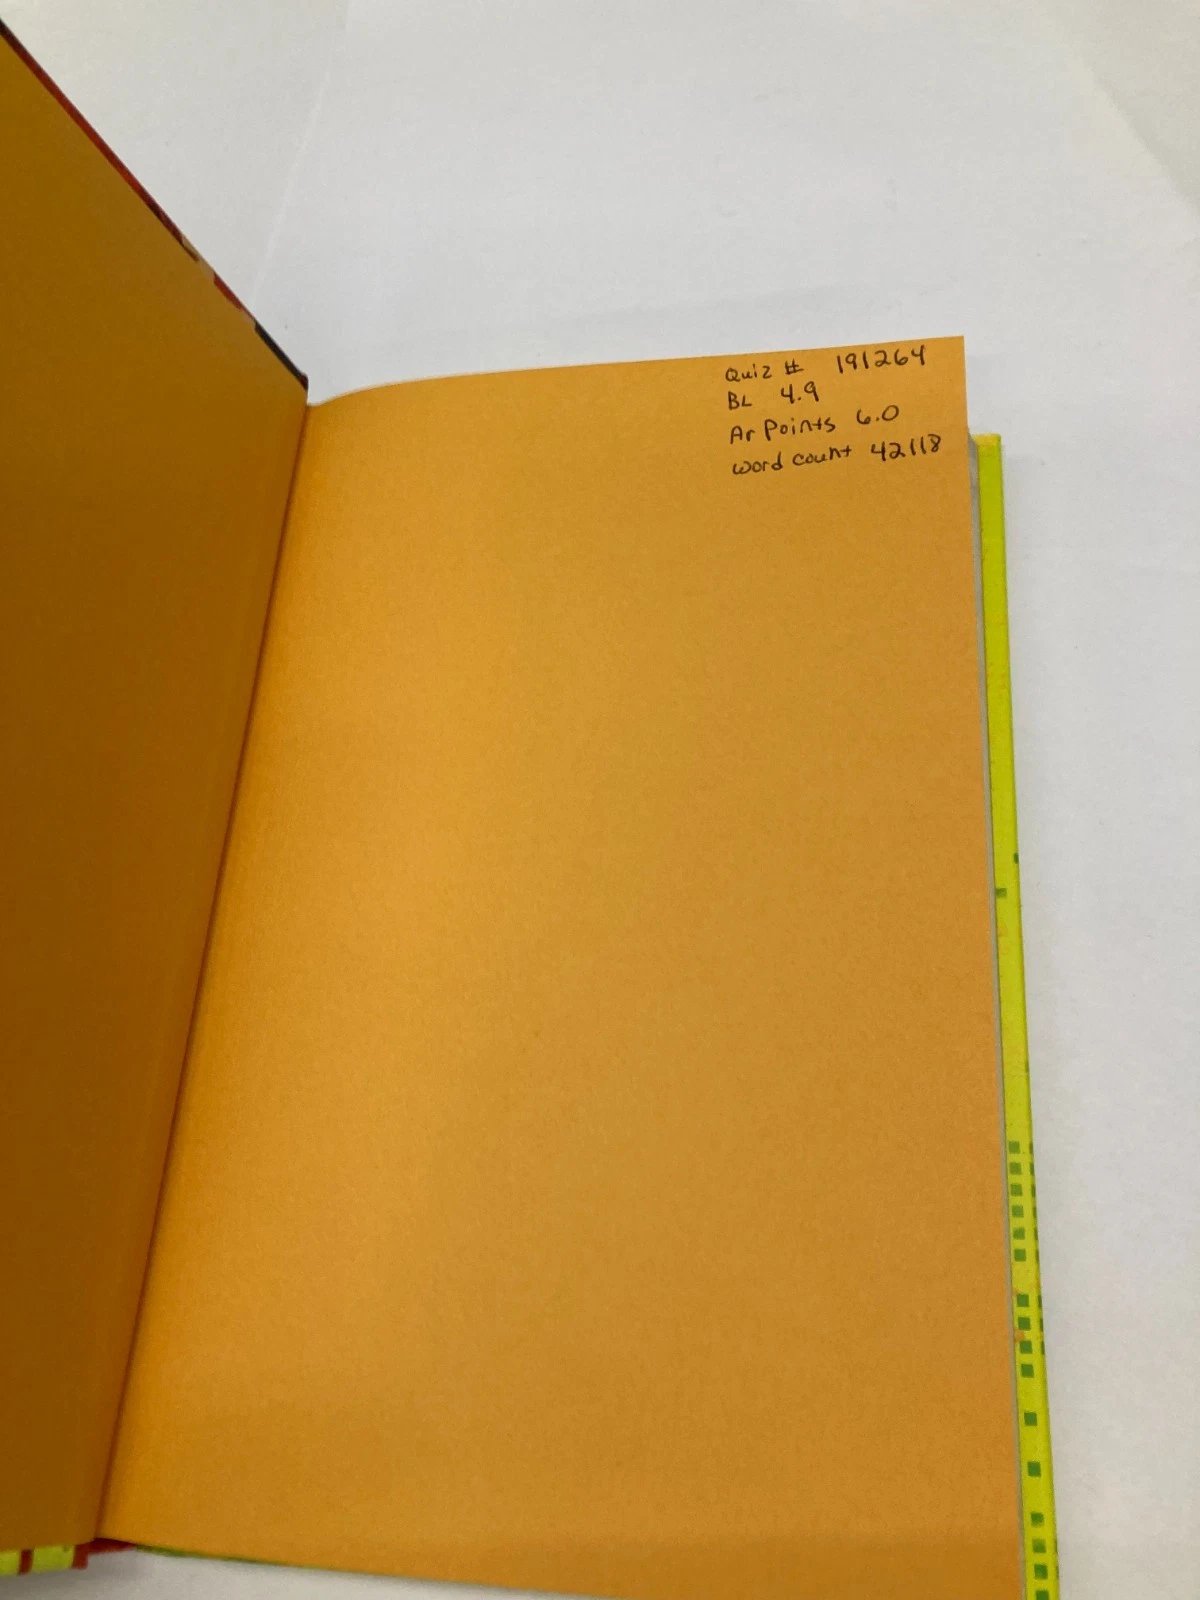 Quiz # 191264
BL 4.9
Ar Points 6.0
word count 42118